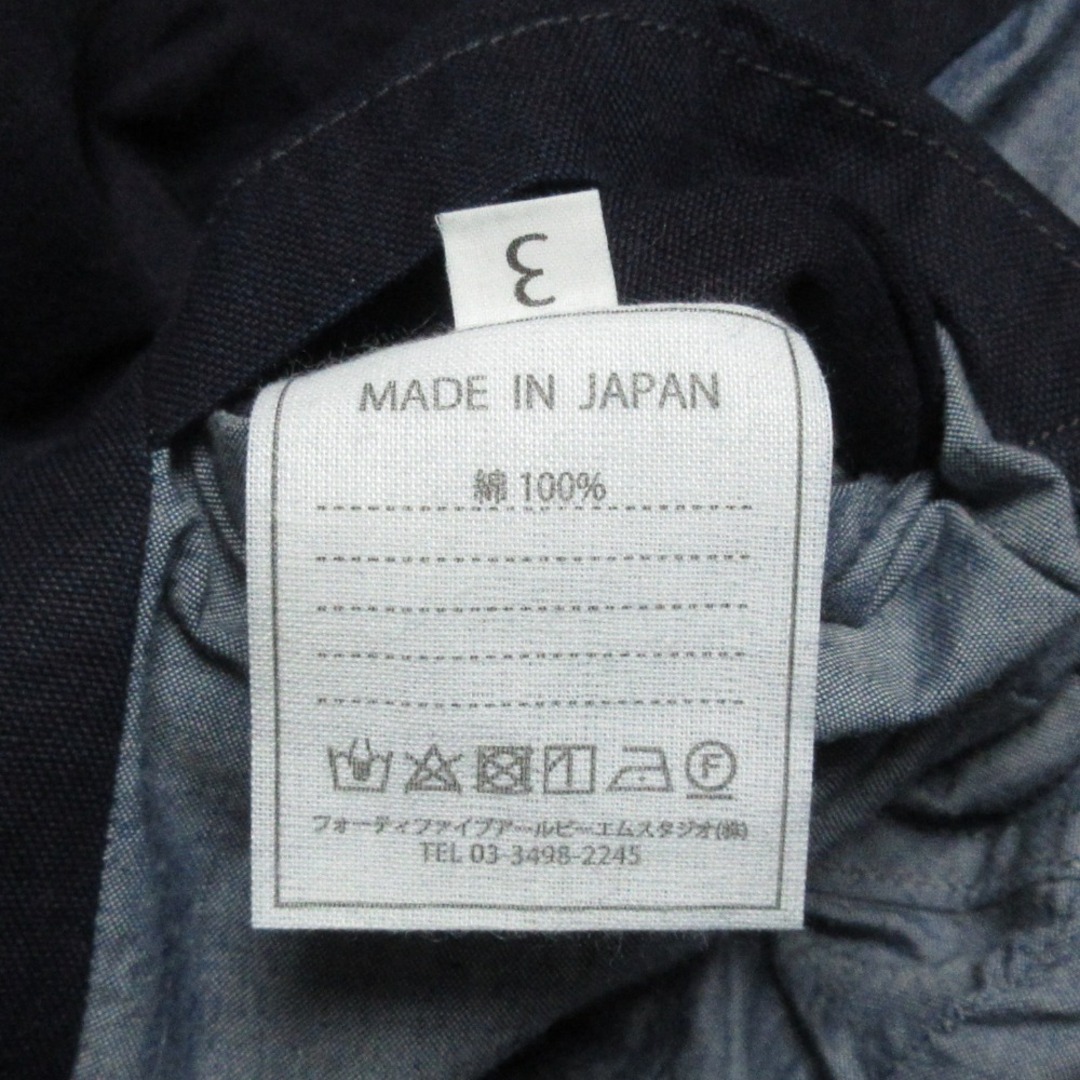 3
MADE IN JAPAN
綿 100%
F
フォーティファイブアールピーエムスタジオ(株)
TEL 03-3498-2245